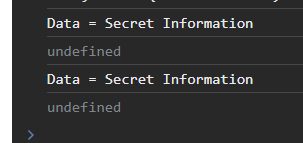 Data = Secret Information
undefined
Data = Secret Information
undefined
>